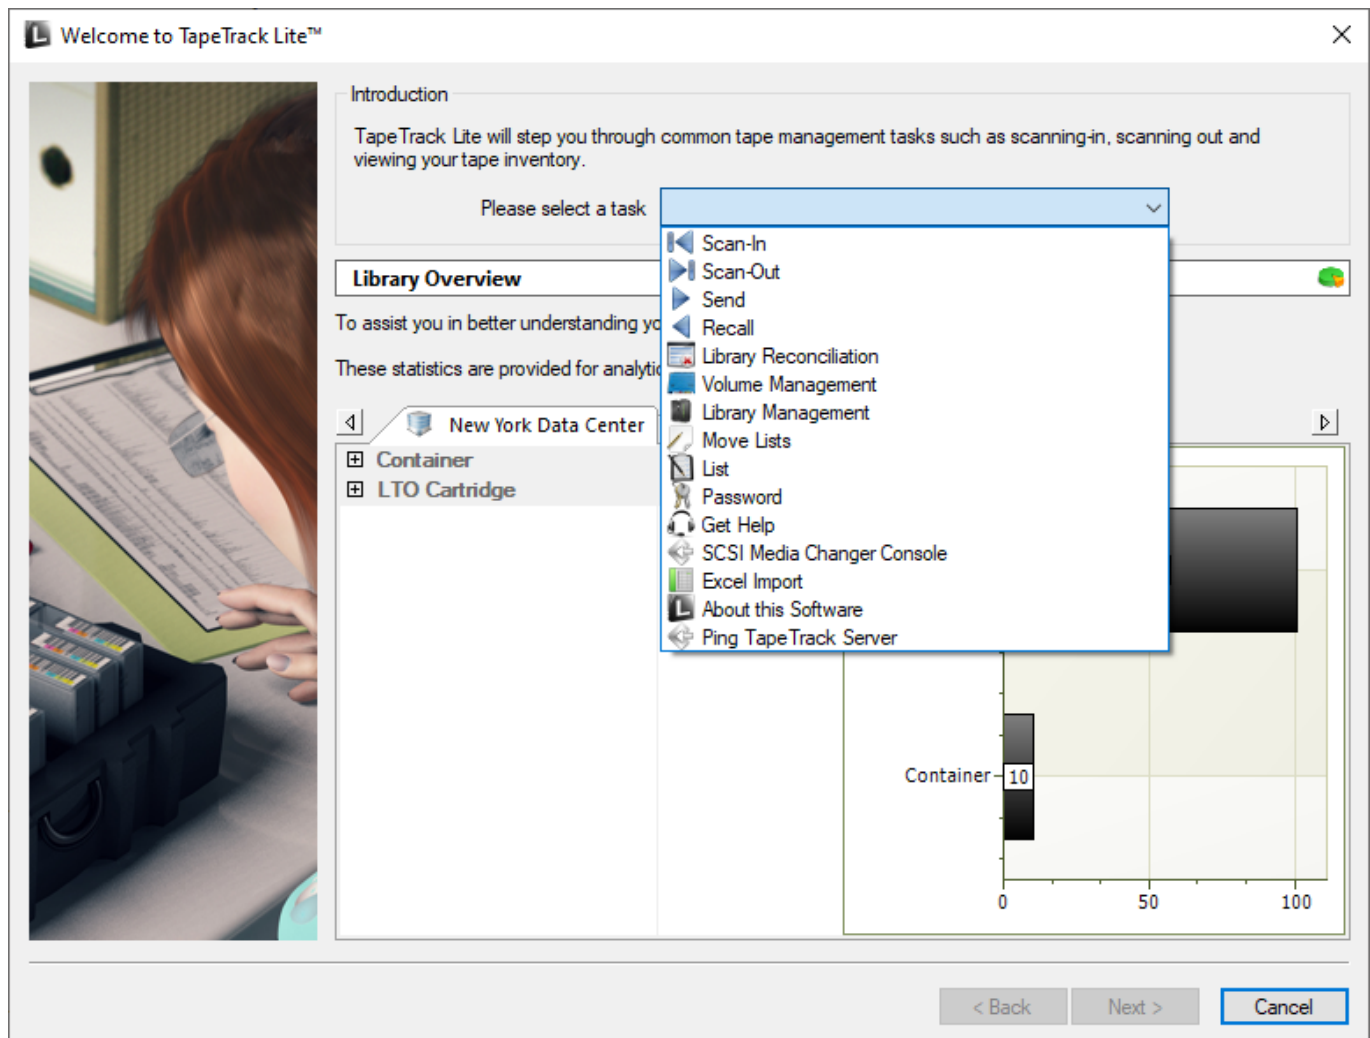 Welcome to TapeTrack Lite™
Introduction
TapeTrack Lite will step you through common tape management tasks such as scanning-in, scanning out and
viewing your tape inventory.
Please select a task
Scan-In
Scan-Out
Send
Recall
Library Reconciliation
Volume Management
Library Management
Move Lists
List
Password
Get Help
SCSI Media Changer Console
Excel Import
About this Software
Ping TapeTrack Server
Library Overview
To assist you in better understanding
These statistics are provided for
New York Data Center
Container
LTO Cartridge
Container
10
0 50 100
< Back Next > Cancel